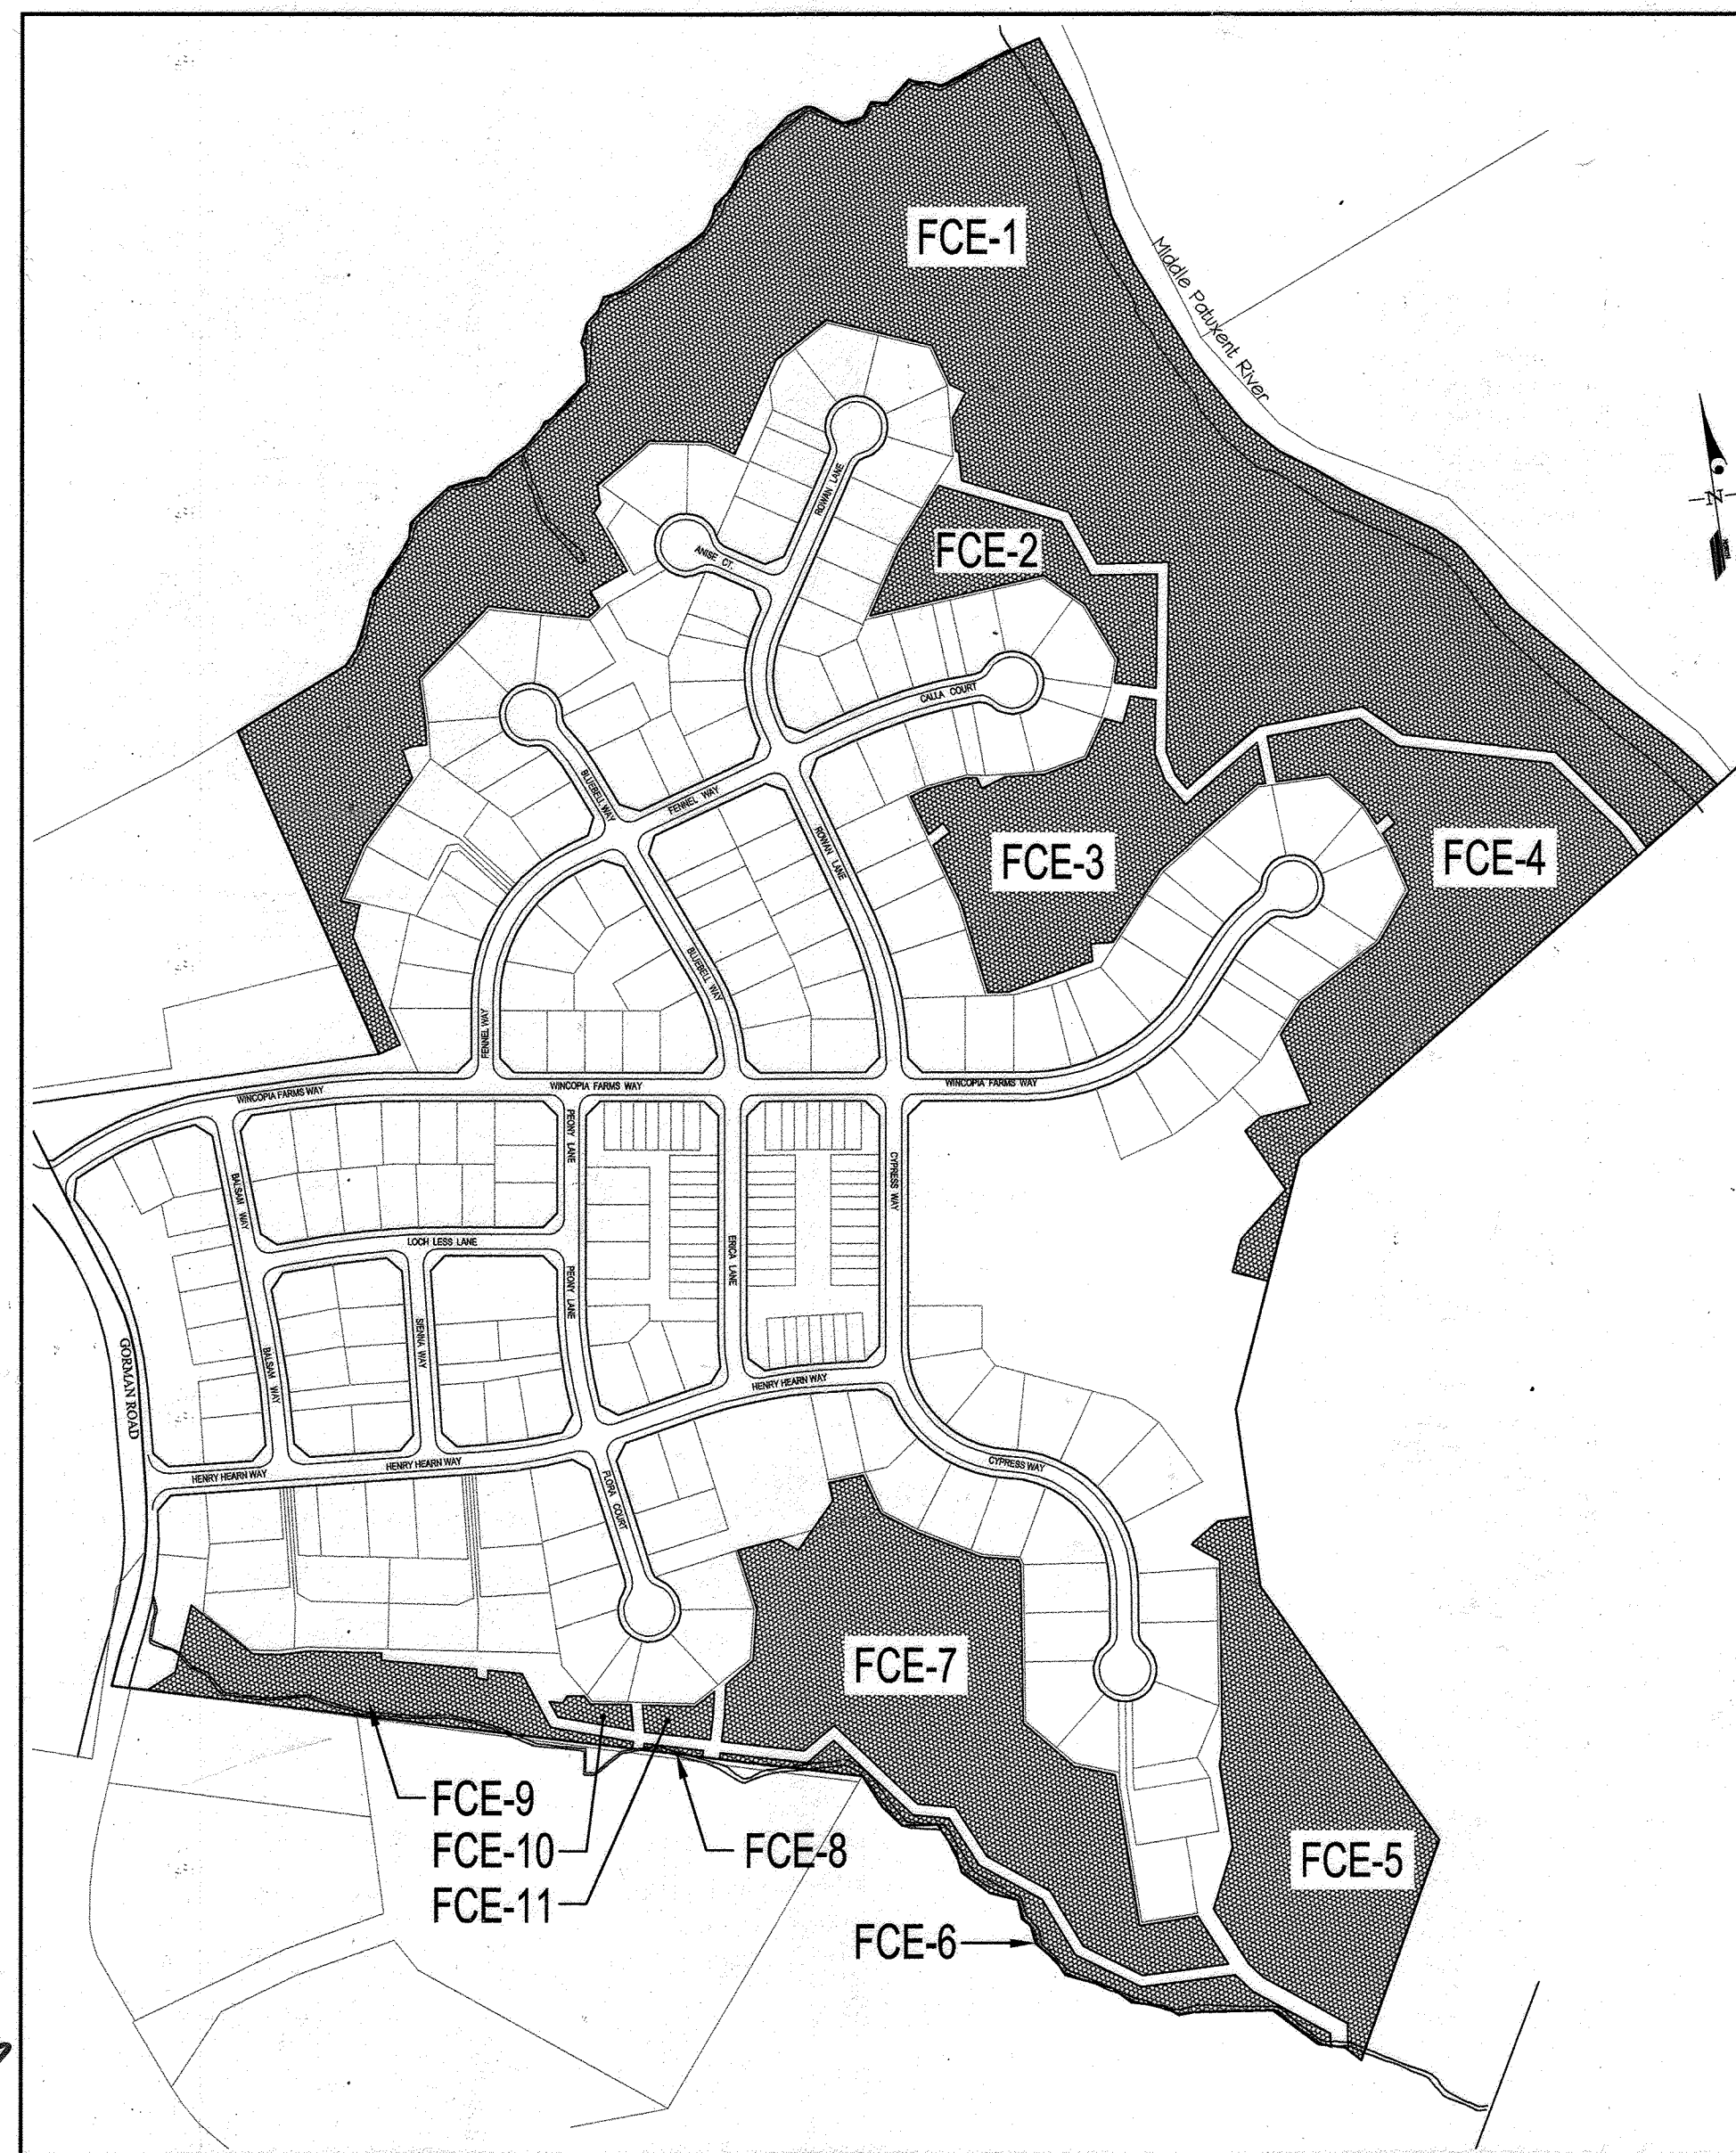 FCE-1
Middle Patuxent River
ROWAN LANE
FCE-2
ANISE CT.
CALLA COURT
BLUEBELL WAY
FENNEL WAY
ROWAN LANE
FCE-3
FCE-4
BLUEBELL WAY
FENNEL WAY
WINCOPIA FARMS WAY
WINCOPIA FARMS WAY
WINCOPIA FARMS WAY
PEONY LANE
BALSAM WAY
CYPRESS WAY
LOCH LESS LANE
ERICA LANE
PEONY LANE
SIENNA WAY
BALSAM WAY
GORMAN ROAD
HENRY HEARN WAY
HENRY HEARN WAY
HENRY HEARN WAY
CYPRESS WAY
FLORA COURT
FCE-7
FCE-9
FCE-10
FCE-8
FCE-5
FCE-11
FCE-6
N